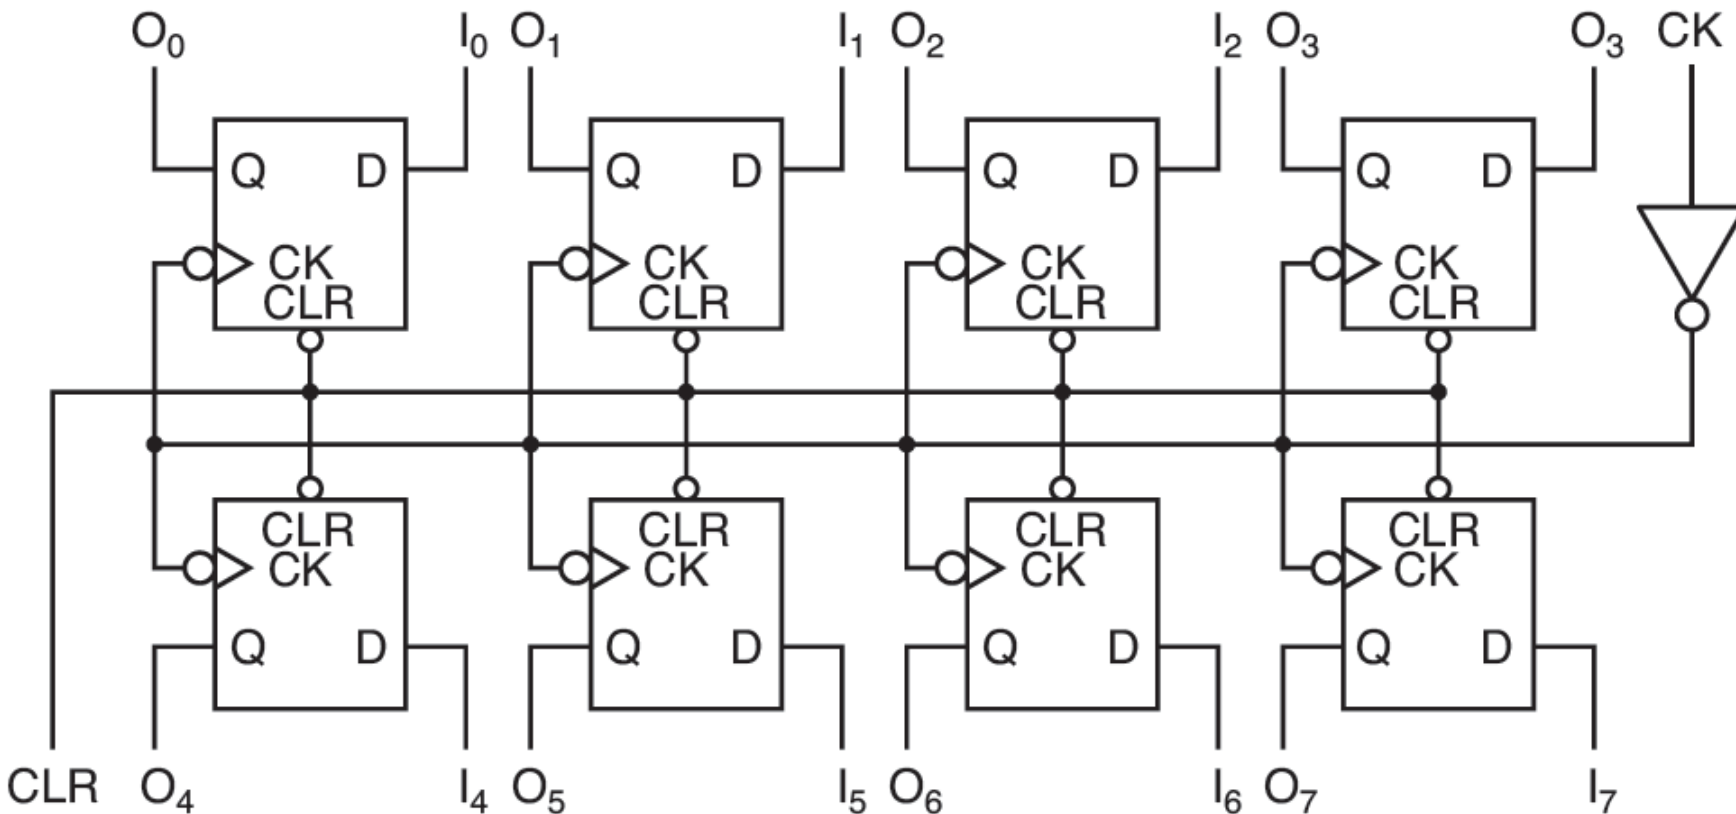 O₀ I₀ O₁ I₁ O₂ I₂ O₃ O₃ CK
Q D Q D Q D Q D
CK CK CK CK
CLR CLR CLR CLR
CLR CLR CLR CLR
CK CK CK CK
Q D Q D Q D Q D
CLR O₄ I₄ O₅ I₅ O₆ I₆ O₇ I₇